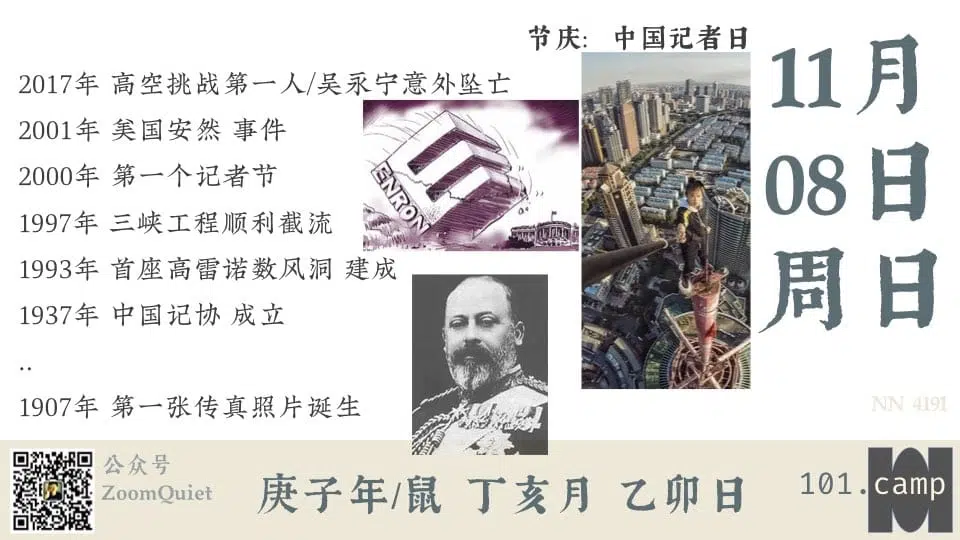 节庆: 中国记者日
11月
08日
周日
2017年 高空挑战第一人/吴永宁意外坠亡
2001年 美国安然 事件
2000年 第一个记者节
1997年 三峡工程顺利截流
1993年 首座高雷诺数风洞 建成
1937年 中国记协 成立
..
1907年 第一张传真照片诞生
ENRON
NN 4191
公众号
ZoomQuiet
庚子年/鼠 丁亥月 乙卯日
101.camp